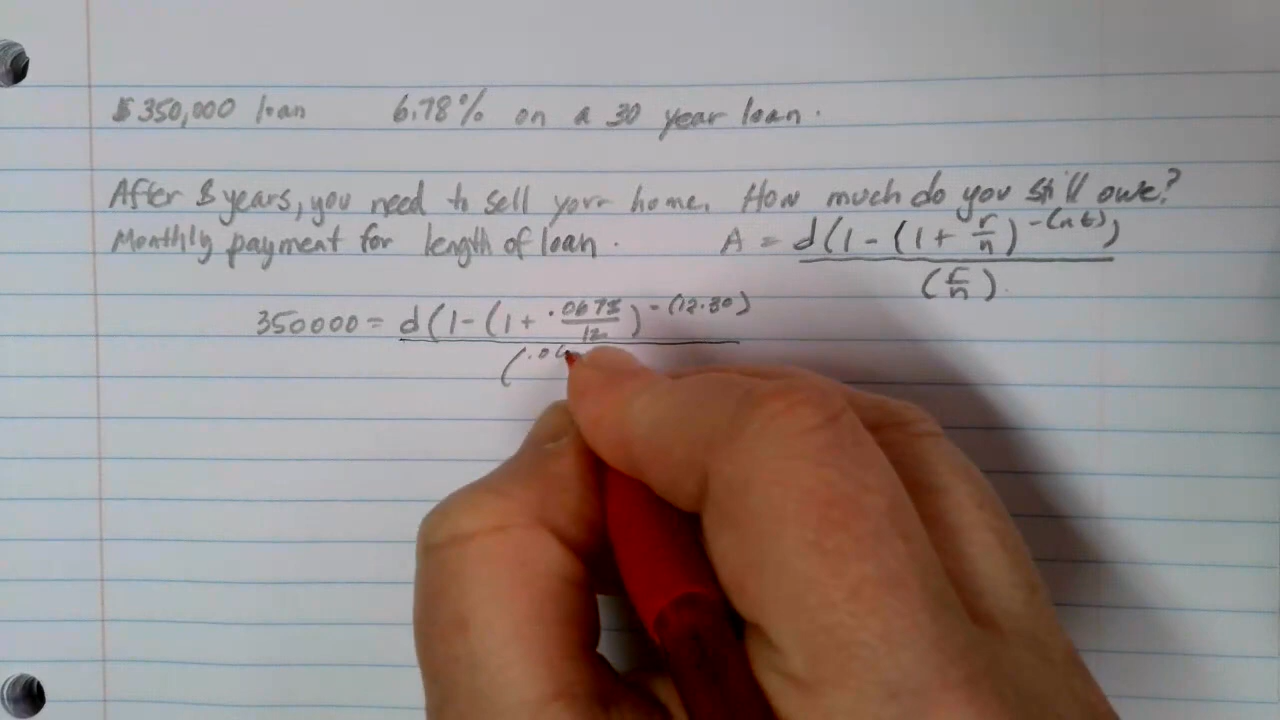 $350,000 loan 6.78% on a 30 year loan.
After 8 years, you need to sell your home. How much do you still owe?
Monthly payment for length of loan. A = d(1-(1+r/n)^-(nt))/(r/n)
350000 = d(1-(1+.0678/12)^-(12·30))/(.06